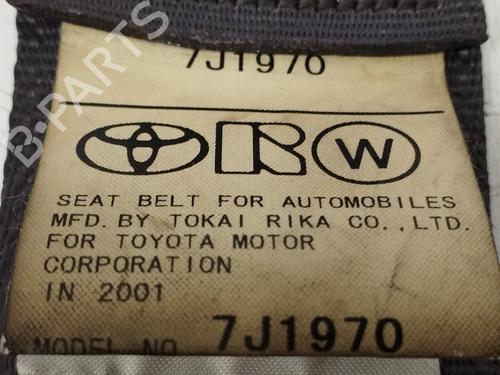 7J1970
W
SEAT BELT FOR AUTOMOBILES
MFD. BY TOKAI RIKA CO., LTD.
FOR TOYOTA MOTOR
CORPORATION
IN 2001
MODEL NO. 7J1970
B-PARTS